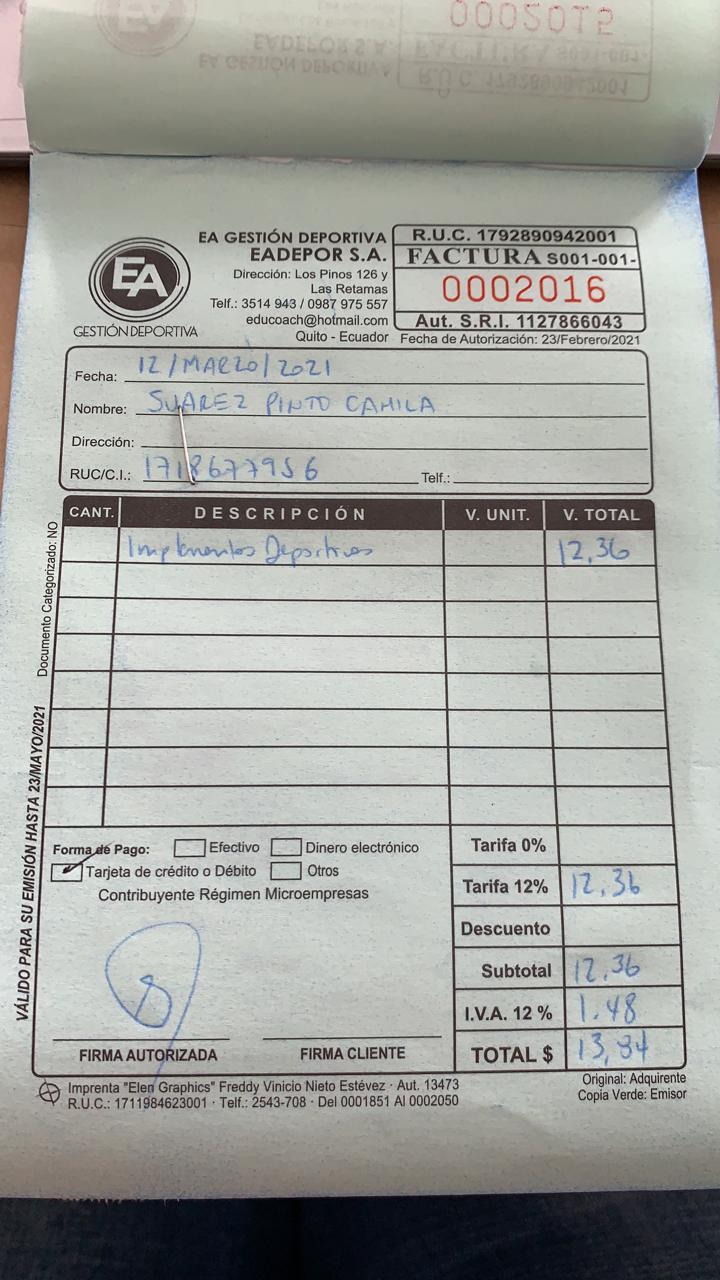 0002015
EADEPOR S.A. FACTURA S001-001-
EA GESTIÓN DEPORTIVA R.U.C. 1792890942001
EA
GESTIÓN DEPORTIVA
EA GESTIÓN DEPORTIVA
EADEPOR S.A.
Dirección: Los Pinos 126 y
Las Retamas
Telf.: 3514 943 / 0987 975 557
educoach@hotmail.com
Quito - Ecuador
R.U.C. 1792890942001
FACTURA S001-001-
0002016
Aut. S.R.I. 1127866043
Fecha de Autorización: 23/Febrero/2021
Fecha: 12/MARZO/2021
Nombre: SUAREZ PINTO CAMILA
Dirección:
RUC/C.I.: 1718677956 Telf.:
CANT. DESCRIPCIÓN V. UNIT. V. TOTAL
Implementos Deportivos 12,36
Documento Categorizado: NO
VÁLIDO PARA SU EMISIÓN HASTA 23/MAYO/2021
Forma de Pago: Efectivo Dinero electrónico
Tarjeta de crédito o Débito Otros
Contribuyente Régimen Microempresas
Tarifa 0%
Tarifa 12% 12,36
Descuento
Subtotal 12,36
I.V.A. 12 % 1.48
TOTAL $ 13,84
FIRMA AUTORIZADA FIRMA CLIENTE
Imprenta "Elen Graphics" Freddy Vinicio Nieto Estévez · Aut. 13473
R.U.C.: 1711984623001 · Telf.: 2543-708 · Del 0001851 Al 0002050
Original: Adquirente
Copia Verde: Emisor